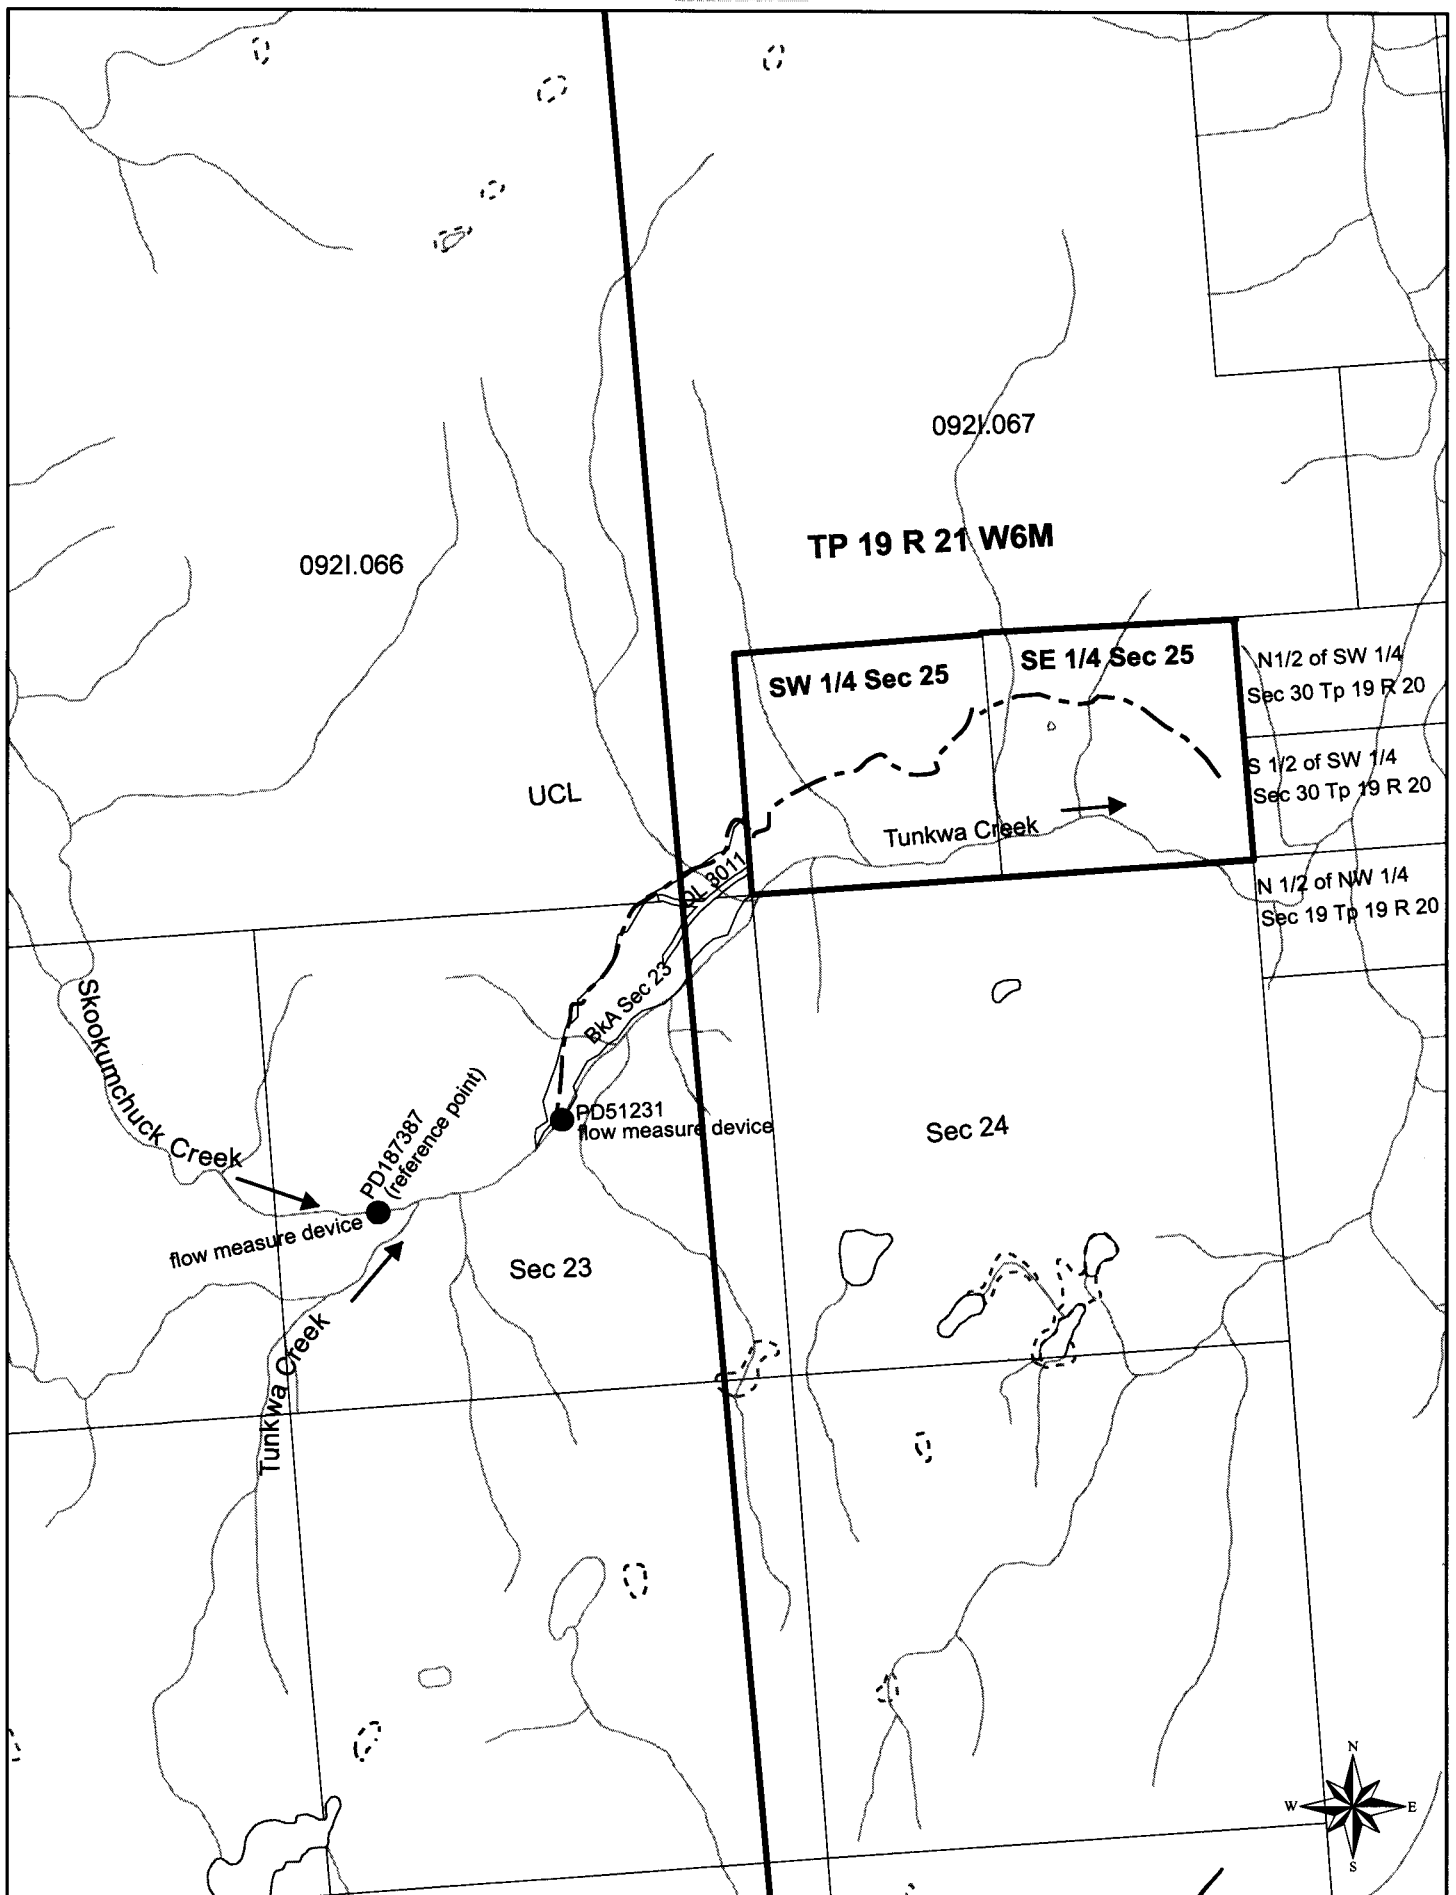 092I.067
TP 19 R 21 W6M
092I.066
SW 1/4 Sec 25
SE 1/4 Sec 25
N1/2 of SW 1/4
Sec 30 Tp 19 R 20
S 1/2 of SW 1/4
Sec 30 Tp 19 R 20
UCL
Tunkwa Creek
DL 3011
N 1/2 of NW 1/4
Sec 19 Tp 19 R 20
BkA Sec 23
Skookumchuck Creek
PD51231
flow measure device
Sec 24
PD187387
(reference point)
flow measure device
Sec 23
Tunkwa Creek
N
W
E
S